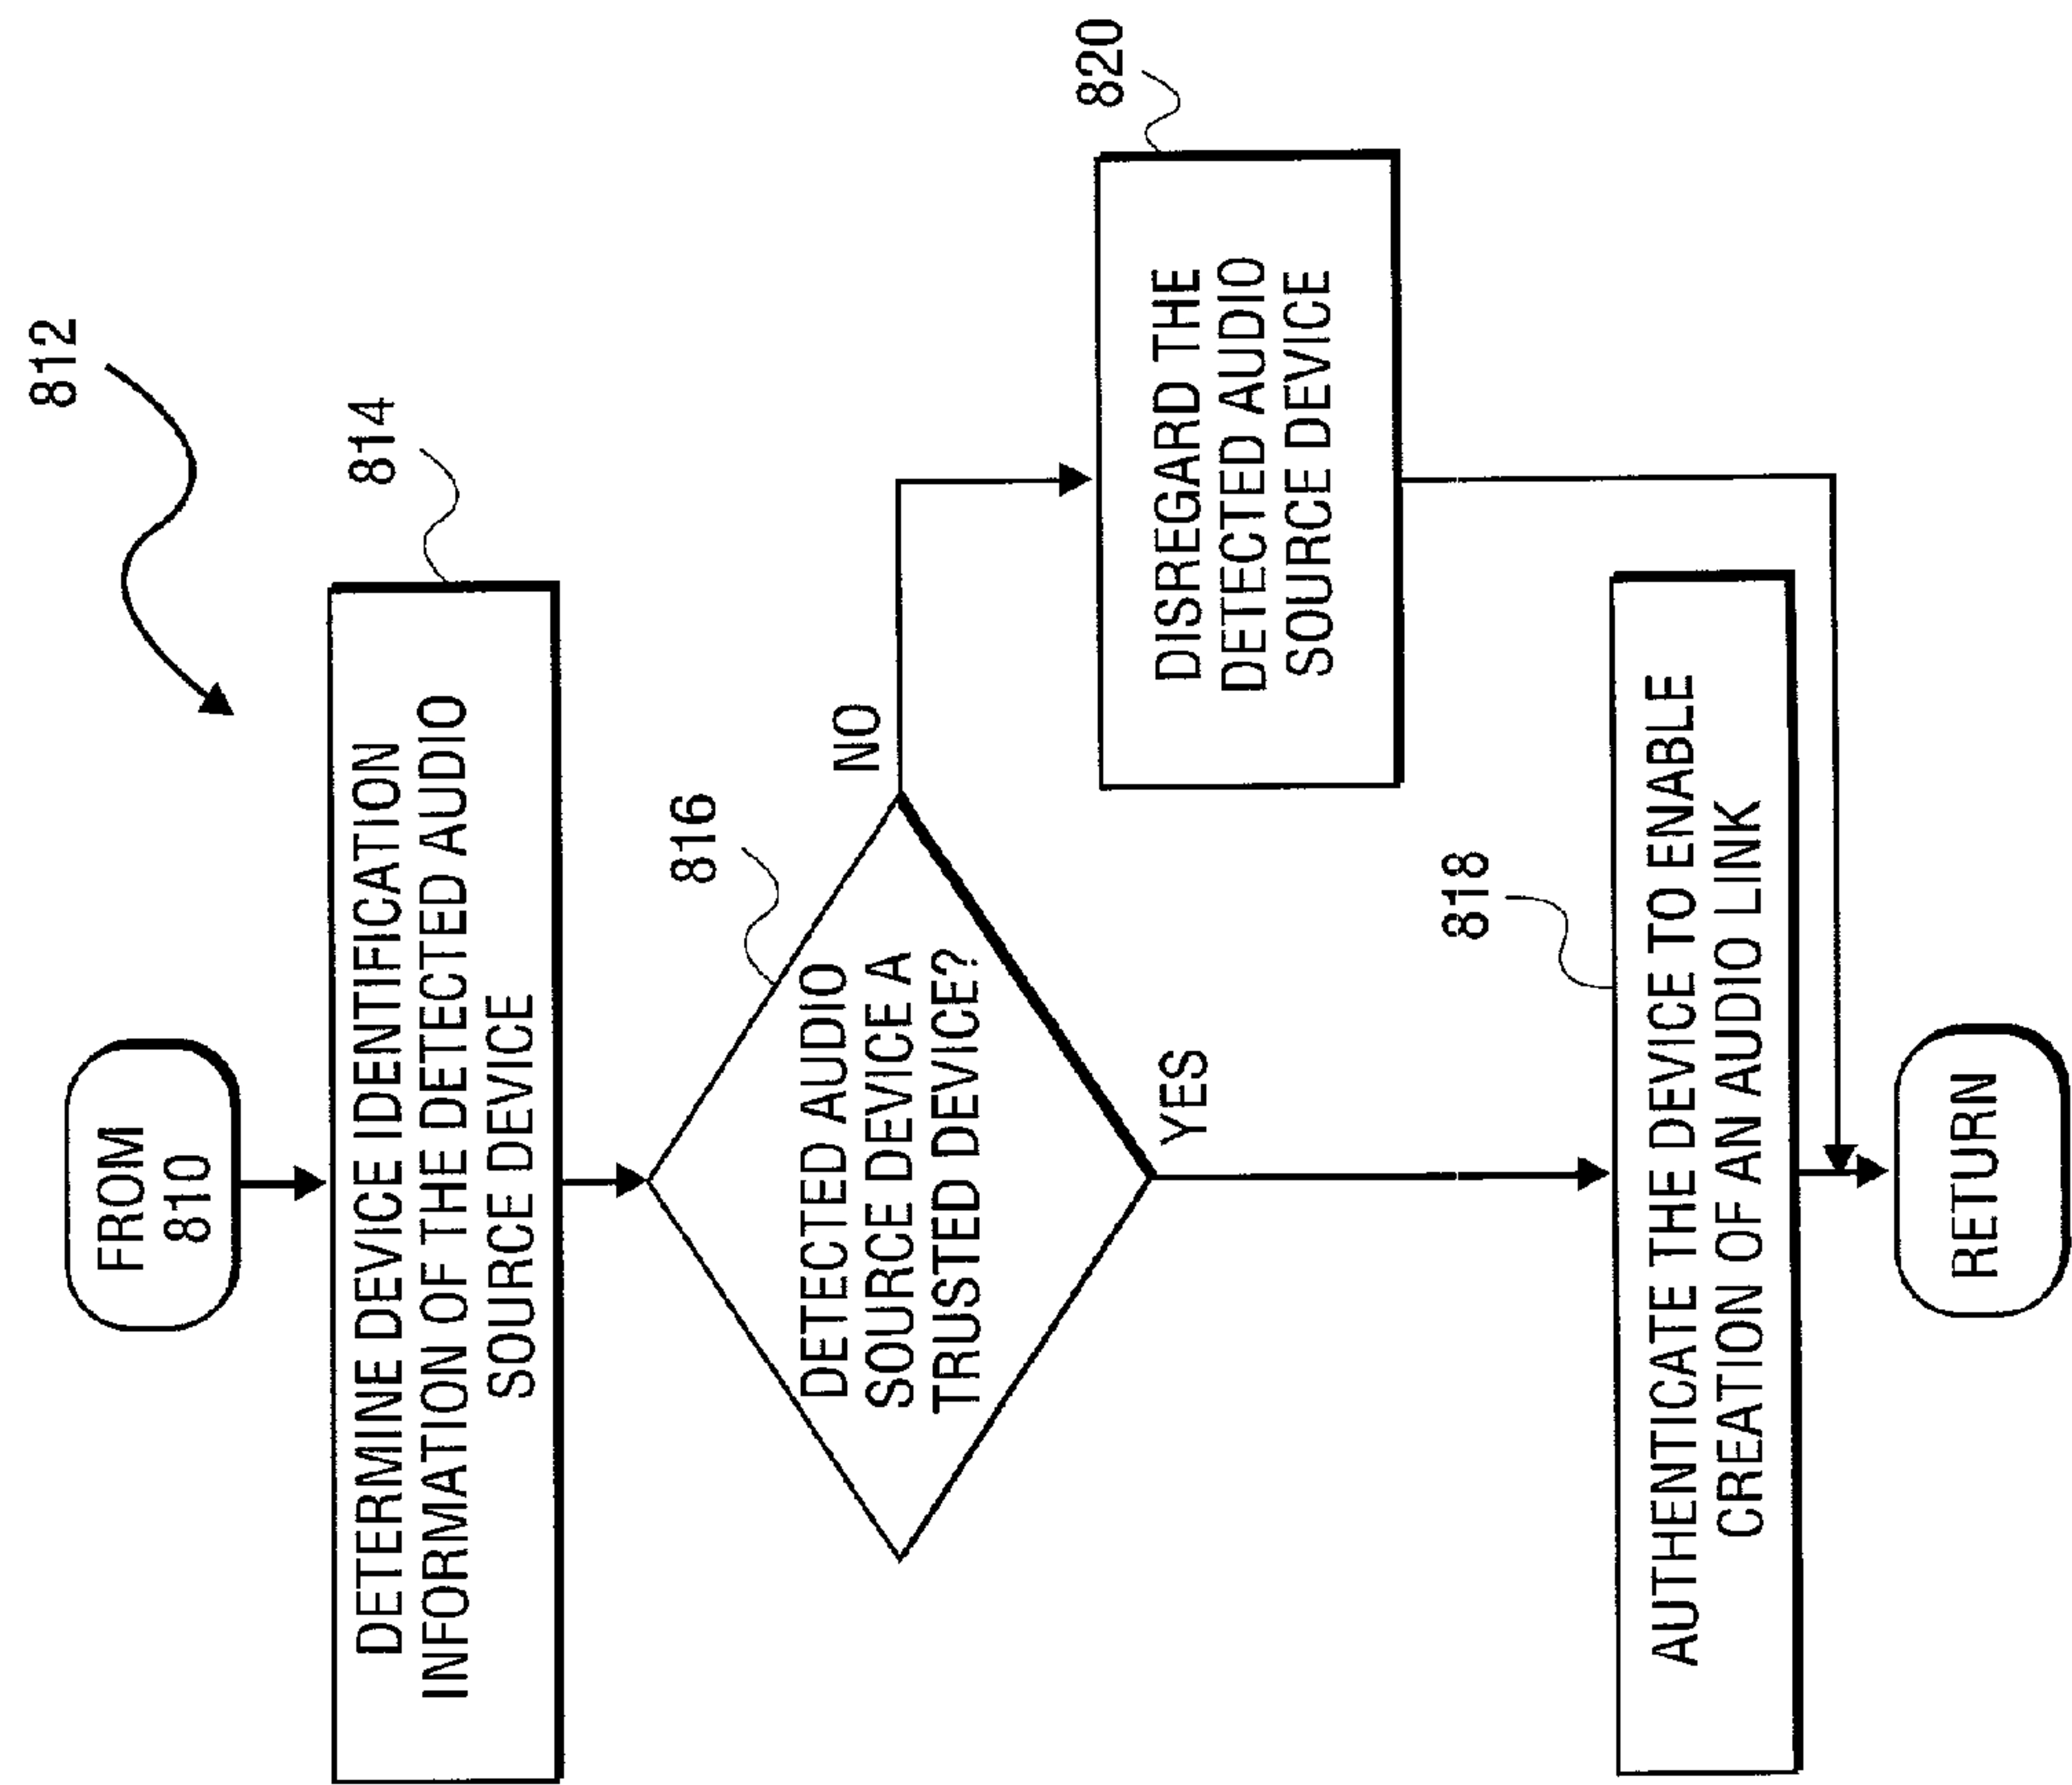 812
FROM
810
814
DETERMINE DEVICE IDENTIFICATION
INFORMATION OF THE DETECTED AUDIO
SOURCE DEVICE
816
DETECTED AUDIO
SOURCE DEVICE A
TRUSTED DEVICE?
NO
YES
820
DISREGARD THE
DETECTED AUDIO
SOURCE DEVICE
818
AUTHENTICATE THE DEVICE TO ENABLE
CREATION OF AN AUDIO LINK
RETURN